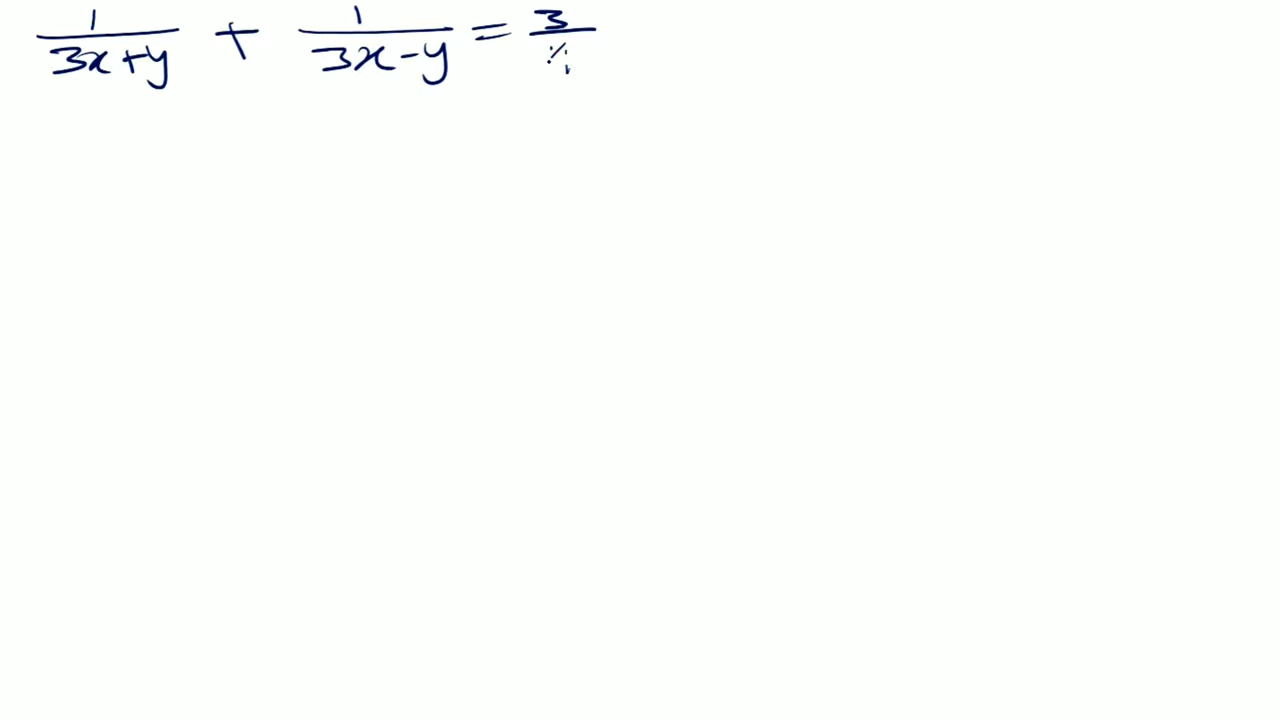 1/(3x+y) + 1/(3x-y) = 3/